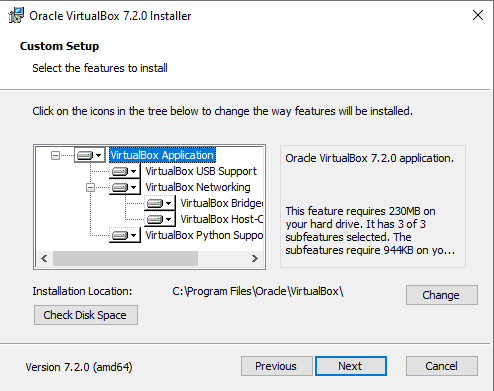 Oracle VirtualBox 7.2.0 Installer
Custom Setup
Select the features to install
Click on the icons in the tree below to change the way features will be installed.
VirtualBox Application
VirtualBox USB Support
VirtualBox Networking
VirtualBox Bridged
VirtualBox Host-O
VirtualBox Python Suppo
Oracle VirtualBox 7.2.0 application.
This feature requires 230MB on
your hard drive. It has 3 of 3
subfeatures selected. The
subfeatures require 944KB on yo...
Installation Location:
C:\Program Files\Oracle\VirtualBox\
Change
Check Disk Space
Version 7.2.0 (amd64)
Previous
Next
Cancel